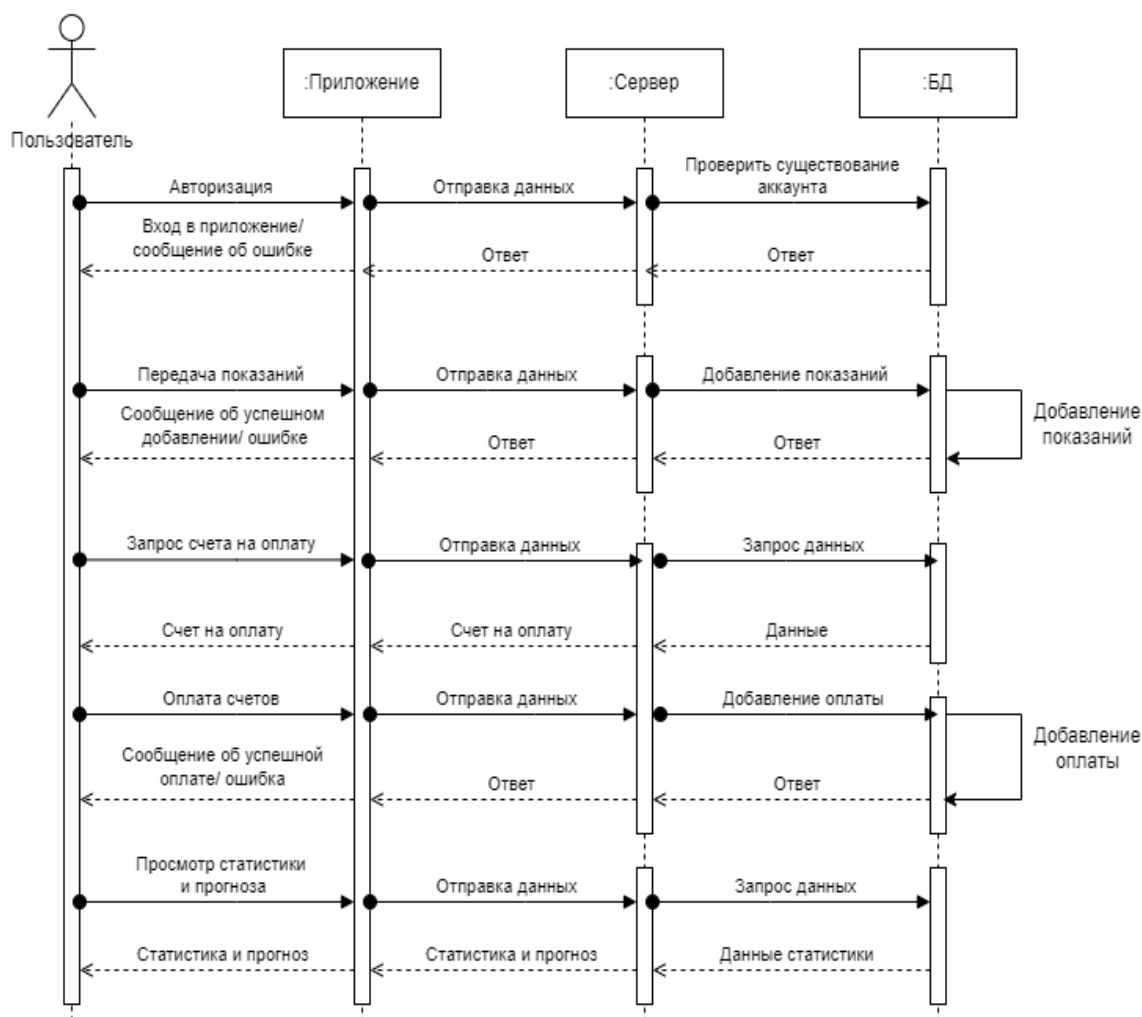 :Приложение
:Сервер
:БД
Пользователь
Авторизация
Отправка данных
Проверить существование
аккаунта
Вход в приложение/
сообщение об ошибке
Ответ
Ответ
Передача показаний
Отправка данных
Добавление показаний
Добавление
показаний
Сообщение об успешном
добавлении/ ошибке
Ответ
Ответ
Запрос счета на оплату
Отправка данных
Запрос данных
Счет на оплату
Счет на оплату
Данные
Оплата счетов
Отправка данных
Добавление оплаты
Добавление
оплаты
Сообщение об успешной
оплате/ ошибка
Ответ
Ответ
Просмотр статистики
и прогноза
Отправка данных
Запрос данных
Статистика и прогноз
Статистика и прогноз
Данные статистики